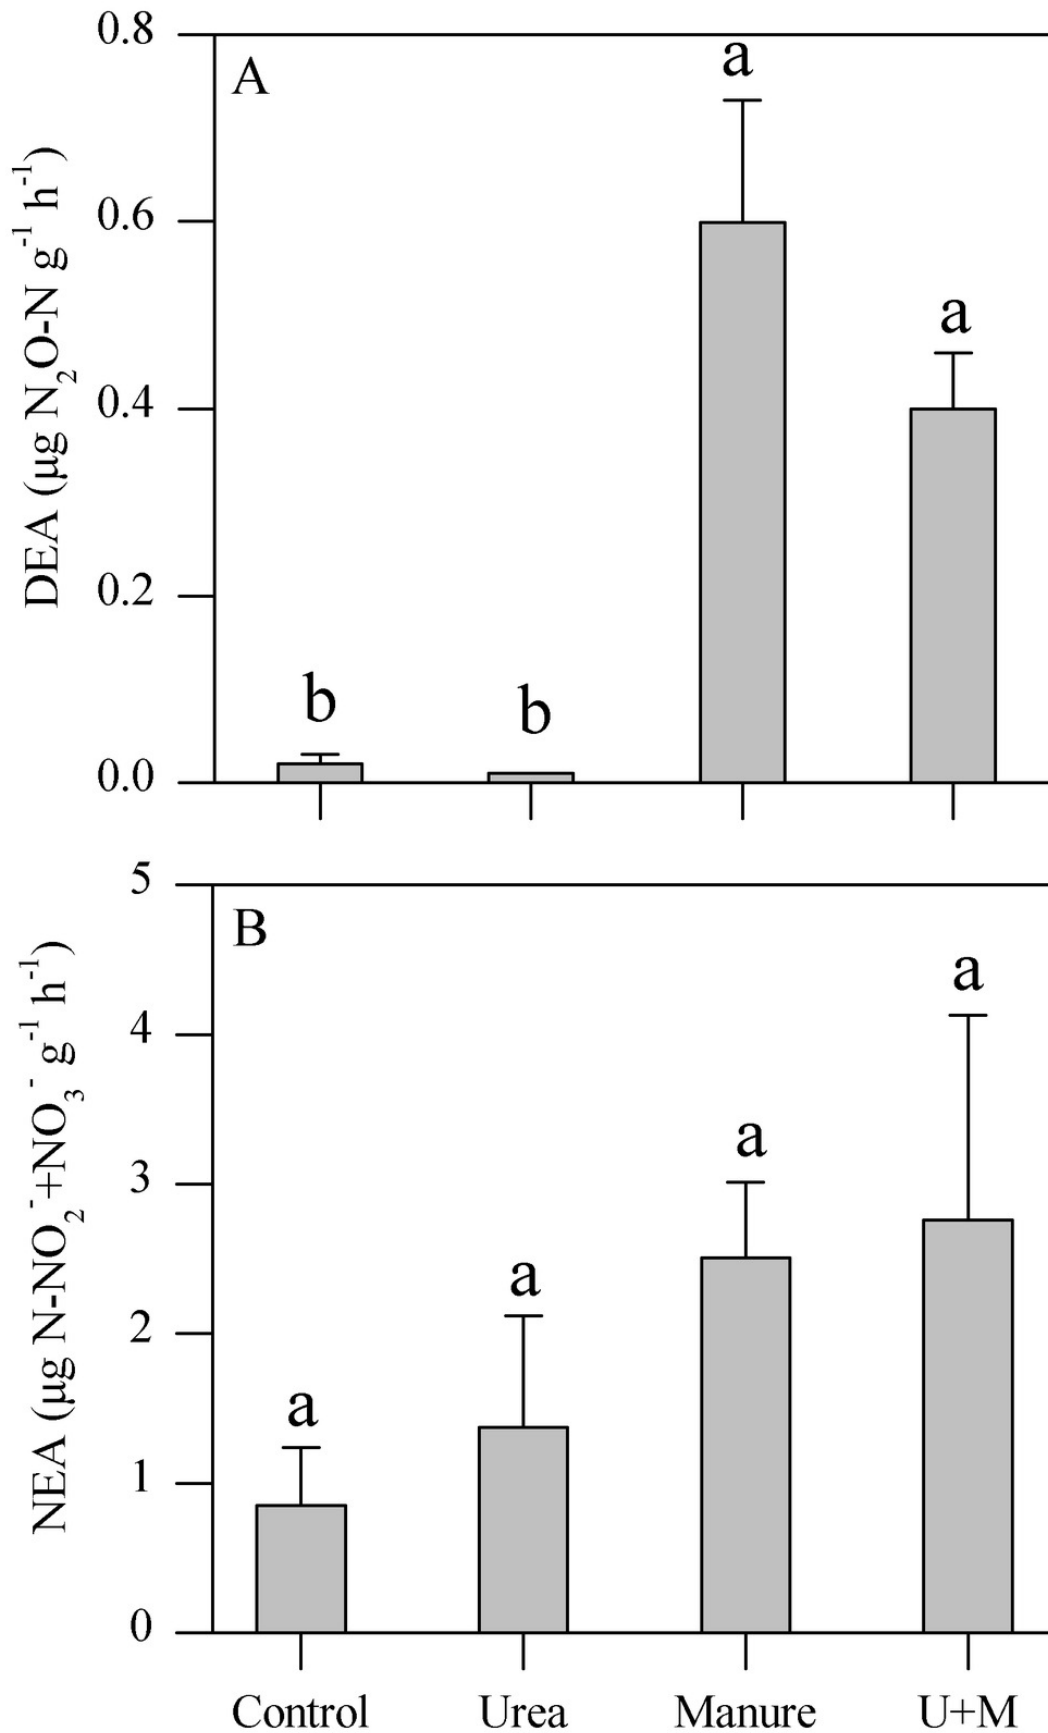 A
DEA (μg N₂O-N g⁻¹ h⁻¹)
0.8
0.6
0.4
0.2
0.0
b
b
a
a
B
NEA (μg N-NO₂⁻+NO₃⁻ g⁻¹ h⁻¹)
5
4
3
2
1
0
a
a
a
a
Control Urea Manure U+M